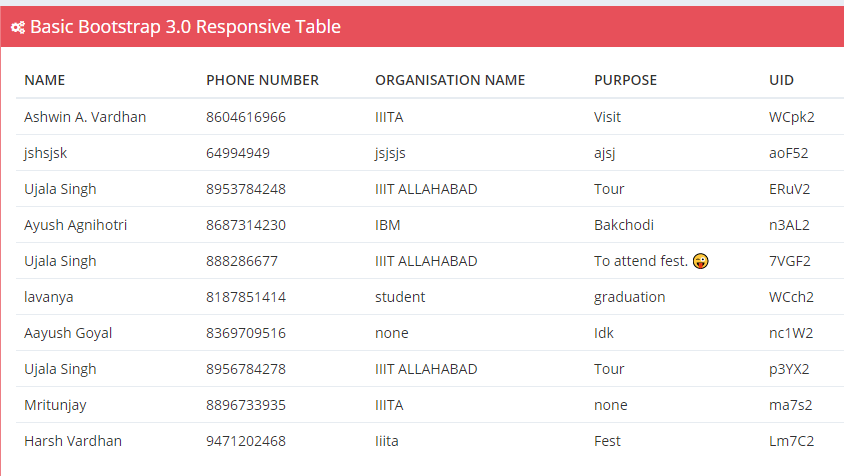 Basic Bootstrap 3.0 Responsive Table
NAME PHONE NUMBER ORGANISATION NAME PURPOSE UID
Ashwin A. Vardhan 8604616966 IIITA Visit WCpk2
jshsjsk 64994949 jsjsjs ajsj aoF52
Ujala Singh 8953784248 IIIT ALLAHABAD Tour ERuV2
Ayush Agnihotri 8687314230 IBM Bakchodi n3AL2
Ujala Singh 888286677 IIIT ALLAHABAD To attend fest. 😜 7VGF2
lavanya 8187851414 student graduation WCch2
Aayush Goyal 8369709516 none Idk nc1W2
Ujala Singh 8956784278 IIIT ALLAHABAD Tour p3YX2
Mritunjay 8896733935 IIITA none ma7s2
Harsh Vardhan 9471202468 Iiita Fest Lm7C2